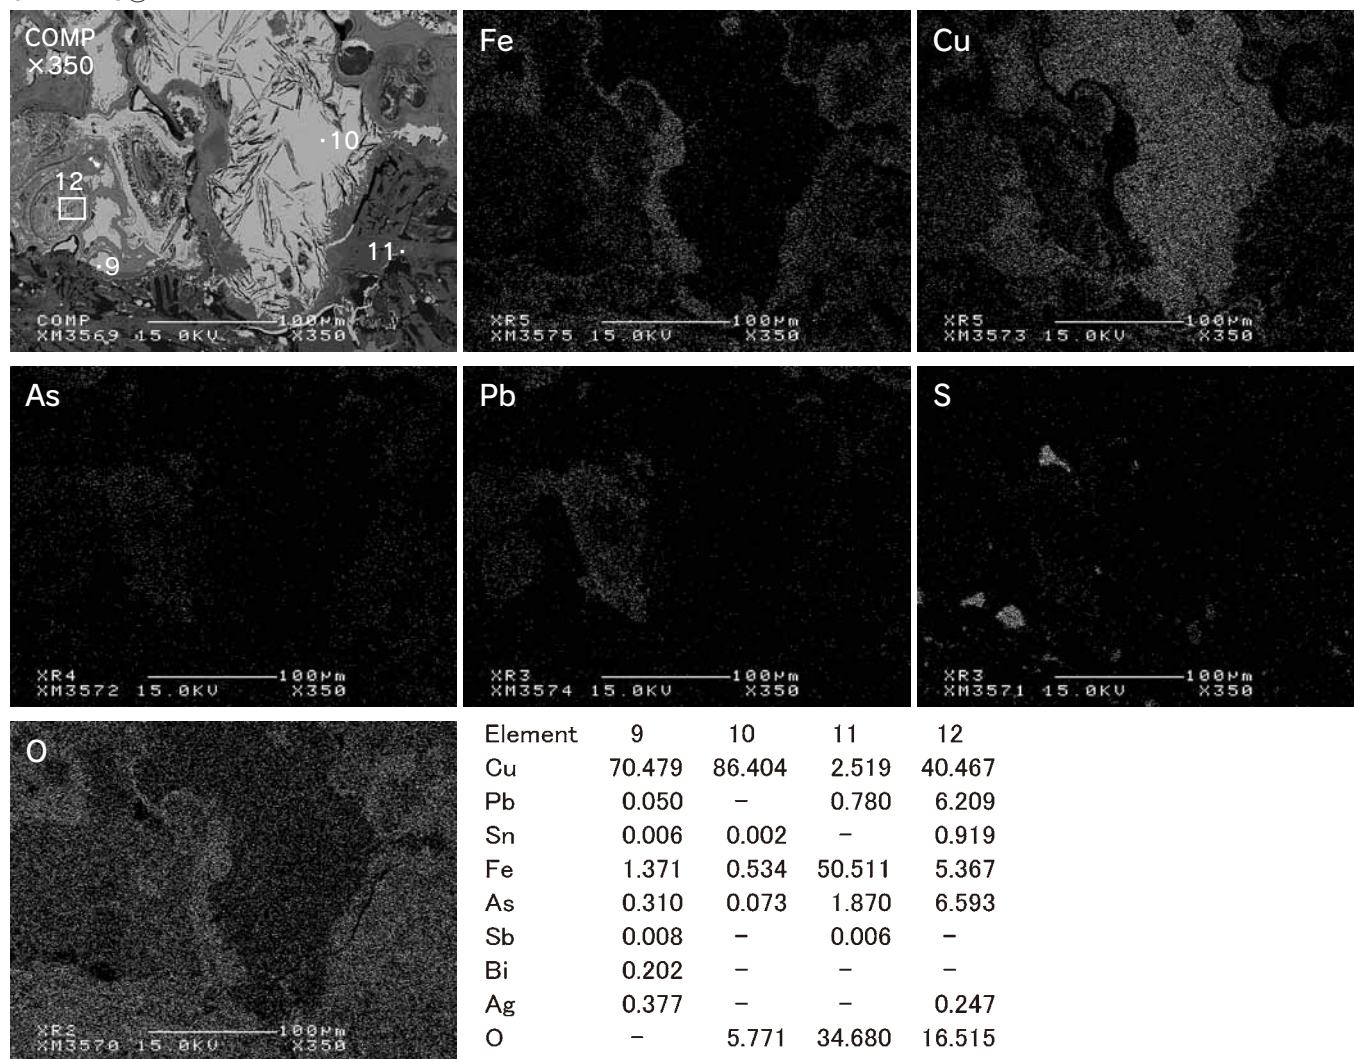 COMP
×350
12
·10
11·
·9
COMP 100µm
XM3569 15.0KV X350
Fe
XR5 100µm
XM3575 15.0KV X350
Cu
XR5 100µm
XM3573 15.0KV X350
As
XR4 100µm
XM3572 15.0KV X350
Pb
XR3 100µm
XM3574 15.0KV X350
S
XR3 100µm
XM3571 15.0KV X350
O
XR2 100µm
XM3570 15.0KV X350
Element 9 10 11 12
Cu 70.479 86.404 2.519 40.467
Pb 0.050 – 0.780 6.209
Sn 0.006 0.002 – 0.919
Fe 1.371 0.534 50.511 5.367
As 0.310 0.073 1.870 6.593
Sb 0.008 – 0.006 –
Bi 0.202 – – –
Ag 0.377 – – 0.247
O – 5.771 34.680 16.515